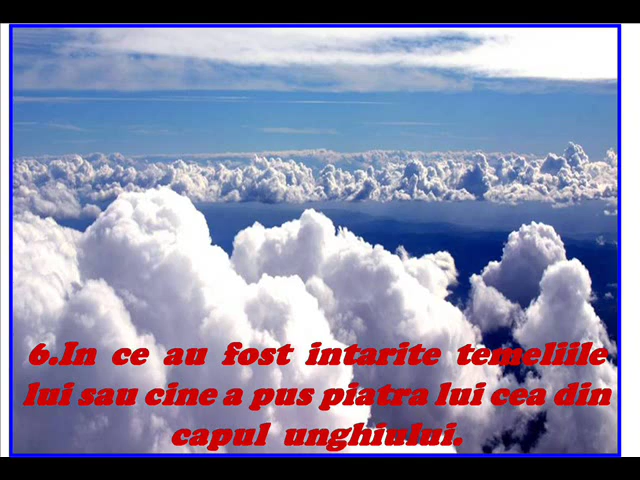 6.In ce au fost intarite temeliile
lui sau cine a pus piatra lui cea din
capul unghiului.